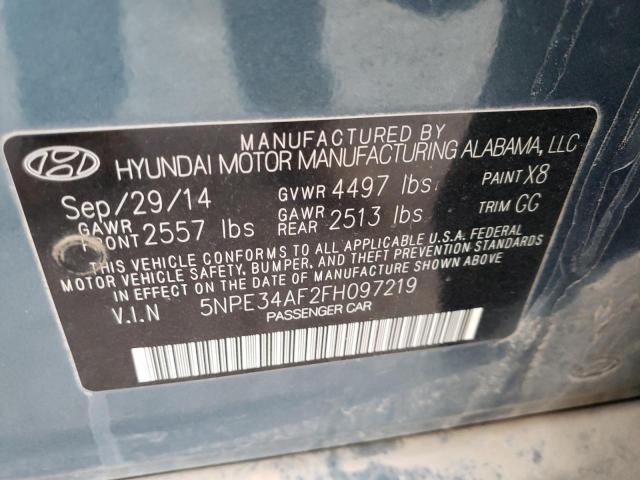 MANUFACTURED BY
HYUNDAI MOTOR MANUFACTURING ALABAMA, LLC
Sep/29/14 GVWR 4497 lbs PAINT X8
GAWR FRONT 2557 lbs GAWR REAR 2513 lbs TRIM GG
THIS VEHICLE CONFORMS TO ALL APPLICABLE U.S.A. FEDERAL
MOTOR VEHICLE SAFETY, BUMPER, AND THEFT PREVENTION STANDARDS
IN EFFECT ON THE DATE OF MANUFACTURE SHOWN ABOVE.
V.I.N 5NPE34AF2FH097219
PASSENGER CAR